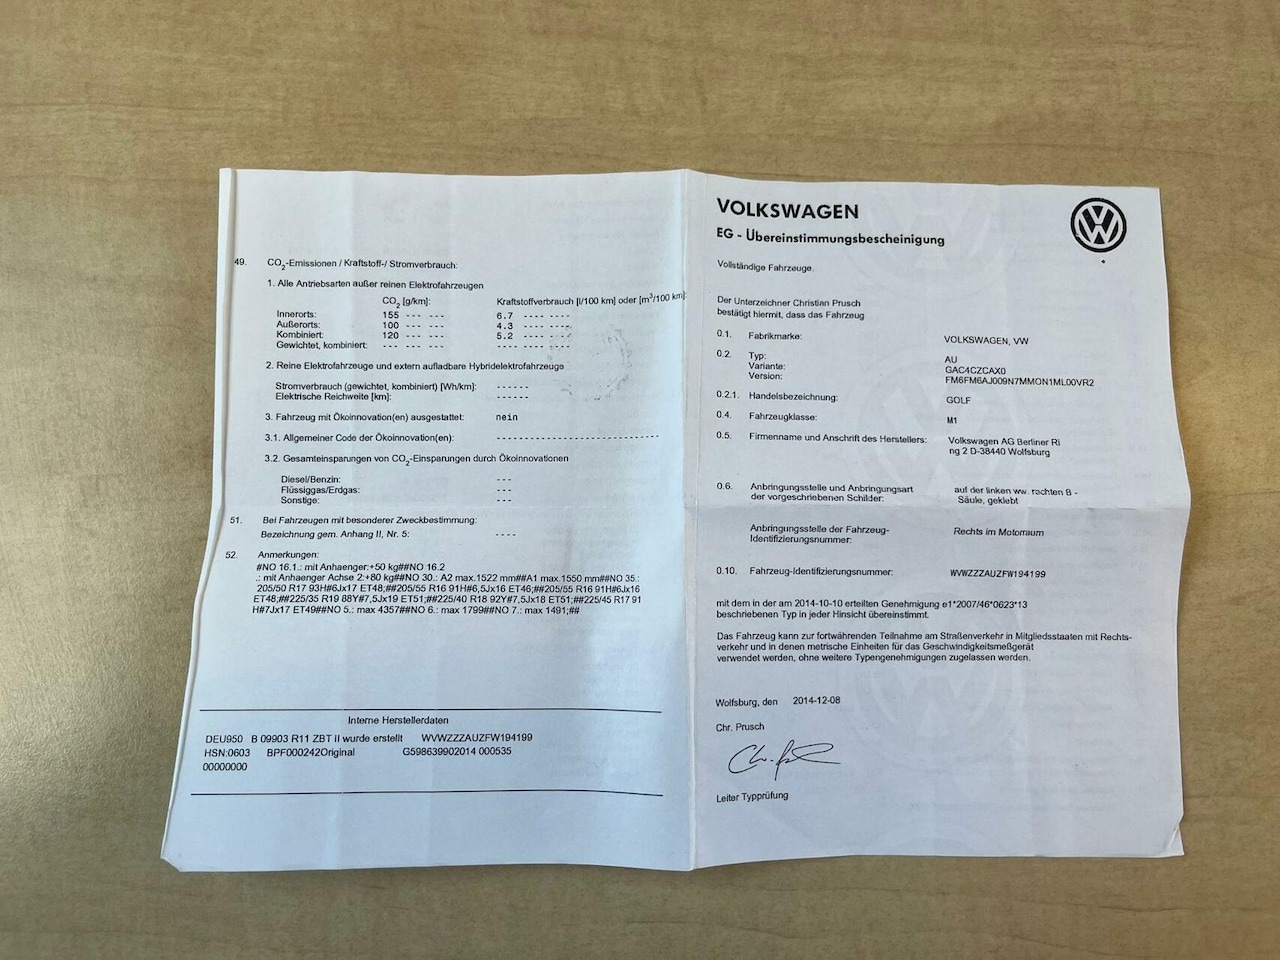 49. CO2-Emissionen / Kraftstoff-/ Stromverbrauch:
1. Alle Antriebsarten außer reinen Elektrofahrzeugen
CO2 [g/km]: Kraftstoffverbrauch [l/100 km] oder [m3/100 km]:
Innerorts: 155 --- --- 6.7 ---- ----
Außerorts: 100 --- --- 4.3 ---- ----
Kombiniert: 120 --- --- 5.2 ---- ----
Gewichtet, kombiniert: --- --- --- ---- ---- ----
2. Reine Elektrofahrzeuge und extern aufladbare Hybridelektrofahrzeuge
Stromverbrauch (gewichtet, kombiniert) [Wh/km]: ------
Elektrische Reichweite [km]: ------
3. Fahrzeug mit Ökoinnovation(en) ausgestattet: nein
3.1. Allgemeiner Code der Ökoinnovation(en): ------------------------------
3.2. Gesamteinsparungen von CO2-Einsparungen durch Ökoinnovationen
Diesel/Benzin: ---
Flüssiggas/Erdgas: ---
Sonstige: ---
51. Bei Fahrzeugen mit besonderer Zweckbestimmung:
Bezeichnung gem. Anhang II, Nr. 5: ----
52. Anmerkungen:
#NO 16.1.: mit Anhaenger:+50 kg##NO 16.2
.: mit Anhaenger Achse 2:+80 kg##NO 30.: A2 max.1522 mm##A1 max.1550 mm##NO 35.:
205/50 R17 93H#6Jx17 ET48;##205/55 R16 91H#6,5Jx16 ET46;##205/55 R16 91H#6Jx16
ET48;##225/35 R19 88Y#7,5Jx19 ET51;##225/40 R18 92Y#7,5Jx18 ET51;##225/45 R17 91
H#7Jx17 ET49##NO 5.: max 4357##NO 6.: max 1799##NO 7.: max 1491;##
Interne Herstellerdaten
DEU950 B 09903 R11 ZBT II wurde erstellt WVWZZZAUZFW194199
HSN:0603 BPF000242Original G598639902014 000535
00000000
VOLKSWAGEN
EG - Übereinstimmungsbescheinigung
Vollständige Fahrzeuge.
Der Unterzeichner Christian Prusch
bestätigt hiermit, dass das Fahrzeug
0.1. Fabrikmarke: VOLKSWAGEN, VW
0.2. Typ: AU
Variante: GAC4CZCAX0
Version: FM6FM6AJ009N7MMON1ML00VR2
0.2.1. Handelsbezeichnung: GOLF
0.4. Fahrzeugklasse: M1
0.5. Firmenname und Anschrift des Herstellers: Volkswagen AG Berliner Ri
ng 2 D-38440 Wolfsburg
0.6. Anbringungsstelle und Anbringungsart auf der linken ww. rechten B -
der vorgeschriebenen Schilder: Säule, geklebt
Anbringungsstelle der Fahrzeug- Rechts im Motorraum
Identifizierungsnummer:
0.10. Fahrzeug-Identifizierungsnummer: WVWZZZAUZFW194199
mit dem in der am 2014-10-10 erteilten Genehmigung e1*2007/46*0623*13
beschriebenen Typ in jeder Hinsicht übereinstimmt.
Das Fahrzeug kann zur fortwährenden Teilnahme am Straßenverkehr in Mitgliedsstaaten mit Rechts-
verkehr und in denen metrische Einheiten für das Geschwindigkeitsmeßgerät
verwendet werden, ohne weitere Typengenehmigungen zugelassen werden.
Wolfsburg, den 2014-12-08
Chr. Prusch
Leiter Typprüfung